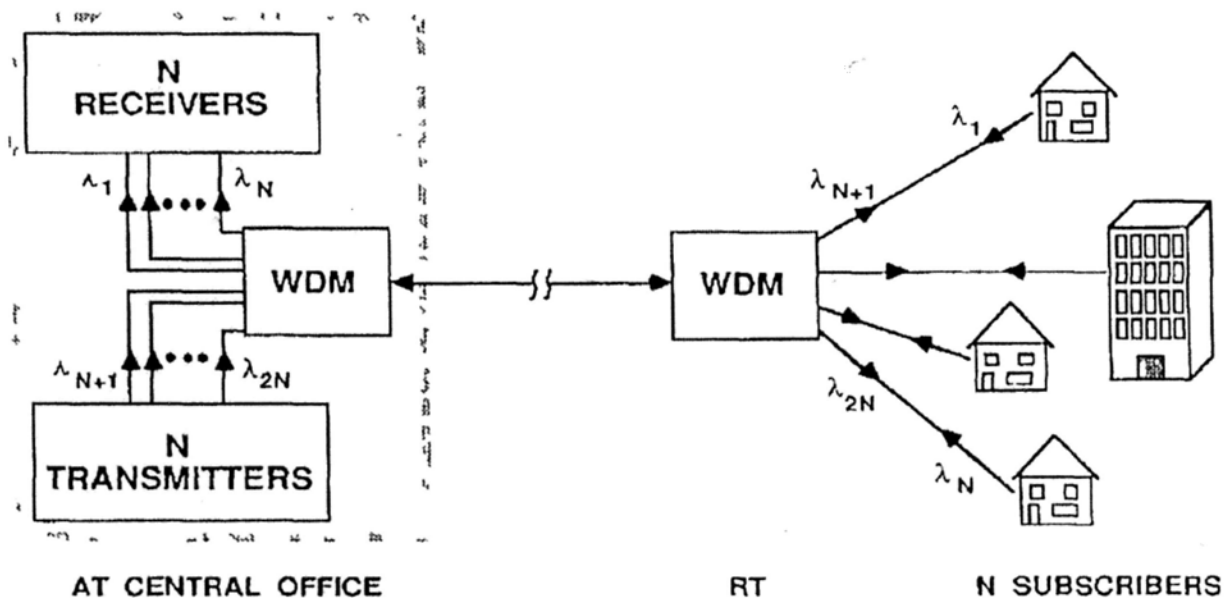 N
RECEIVERS
λ1
λN
WDM
λN+1
λ2N
N
TRANSMITTERS
WDM
λ1
λN+1
λ2N
λN
AT CENTRAL OFFICE
RT
N SUBSCRIBERS